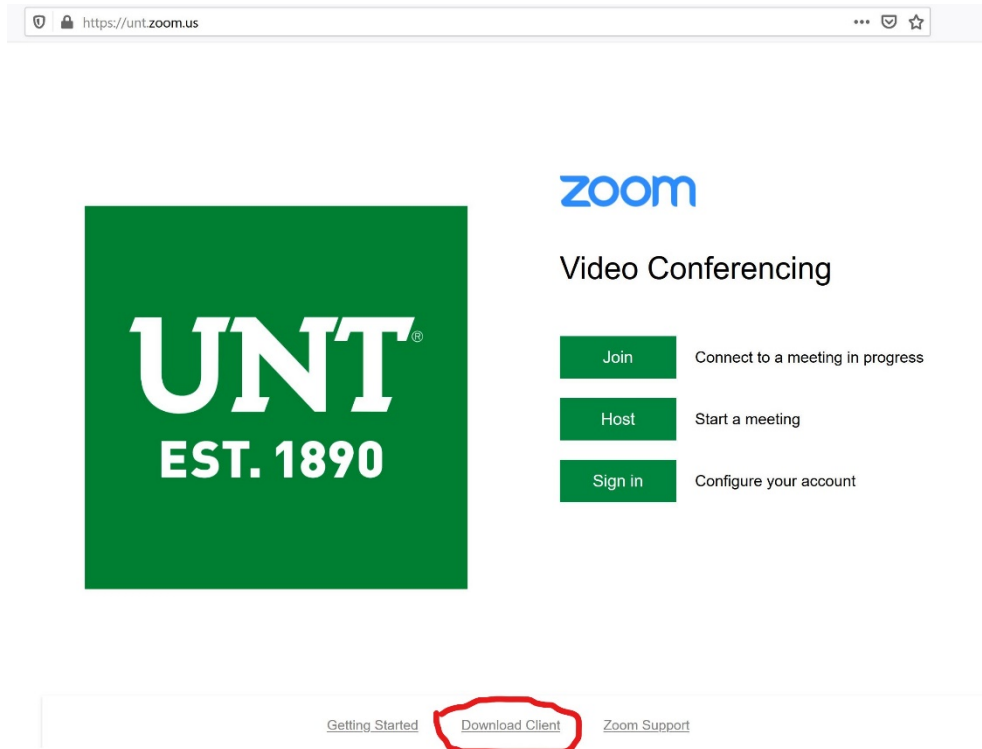 https://unt.zoom.us
zoom
Video Conferencing
UNT®
EST. 1890
Join Connect to a meeting in progress
Host Start a meeting
Sign in Configure your account
Getting Started Download Client Zoom Support